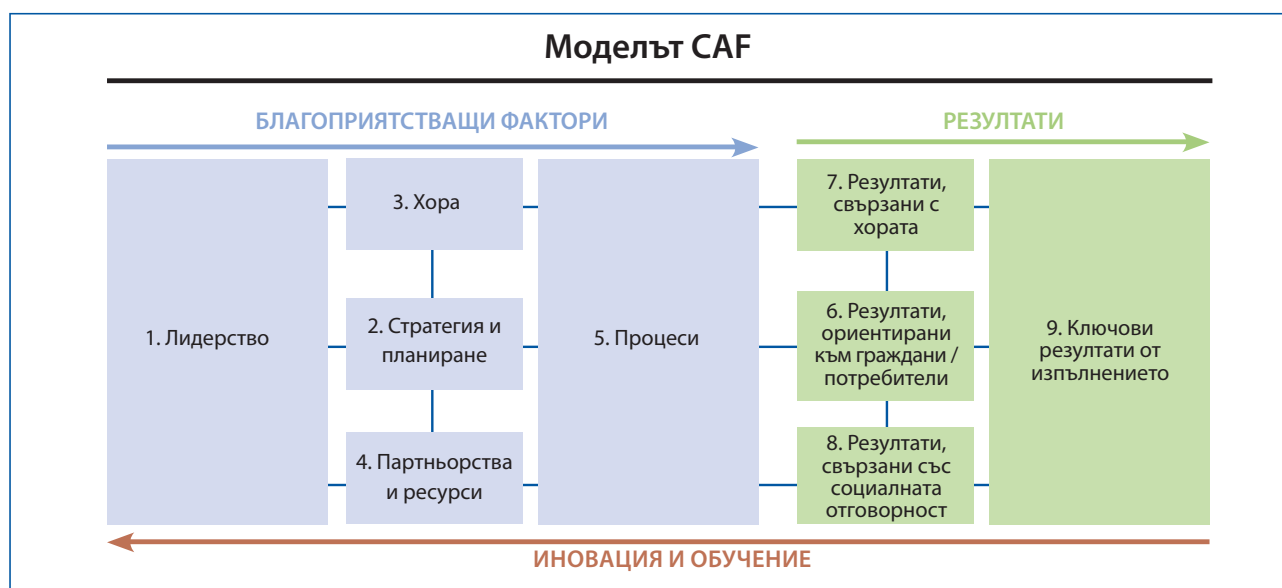 Моделът CAF
БЛАГОПРИЯТСТВАЩИ ФАКТОРИ
РЕЗУЛТАТИ
1. Лидерство
3. Хора
2. Стратегия и
планиране
4. Партньорства
и ресурси
5. Процеси
7. Резултати,
свързани с
хората
6. Резултати,
ориентирани
към граждани /
потребители
8. Резултати,
свързани със
социалната
отговорност
9. Ключови
резултати от
изпълнението
ИНОВАЦИЯ И ОБУЧЕНИЕ